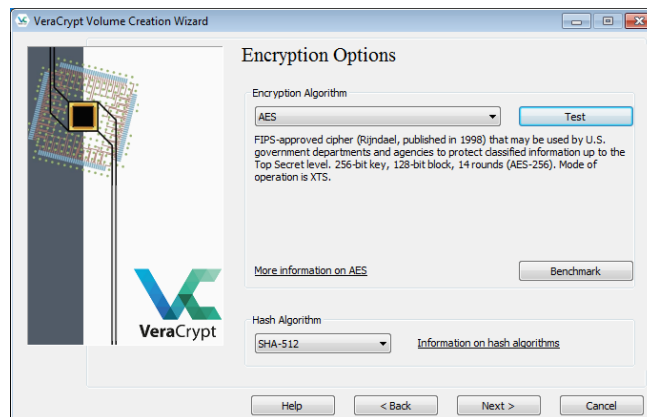 VeraCrypt Volume Creation Wizard
Encryption Options
Encryption Algorithm
AES
Test
FIPS-approved cipher (Rijndael, published in 1998) that may be used by U.S.
government departments and agencies to protect classified information up to the
Top Secret level. 256-bit key, 128-bit block, 14 rounds (AES-256). Mode of
operation is XTS.
More information on AES
Benchmark
VeraCrypt
Hash Algorithm
SHA-512
Information on hash algorithms
Help
< Back
Next >
Cancel